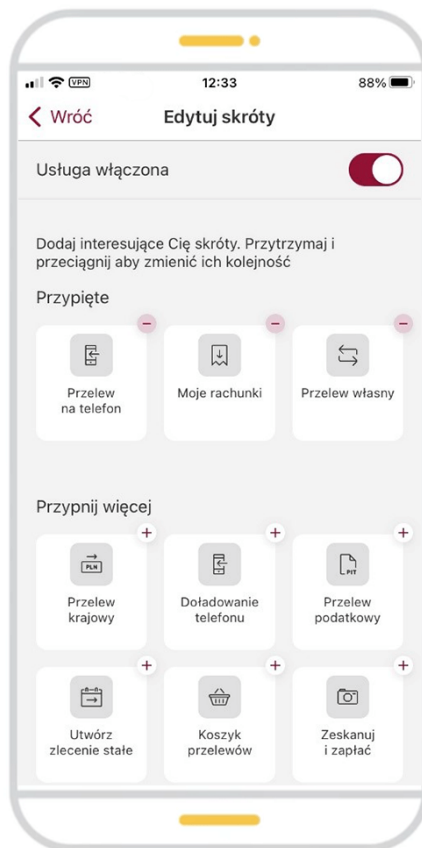 VPN 12:33 88%
Wróć Edytuj skróty
Usługa włączona
Dodaj interesujące Cię skróty. Przytrzymaj i
przeciągnij aby zmienić ich kolejność
Przypięte
Przelew
na telefon
Moje rachunki
Przelew własny
Przypnij więcej
PLN
Przelew
krajowy
Doładowanie
telefonu
PIT
Przelew
podatkowy
Utwórz
zlecenie stałe
Koszyk
przelewów
Zeskanuj
i zapłać